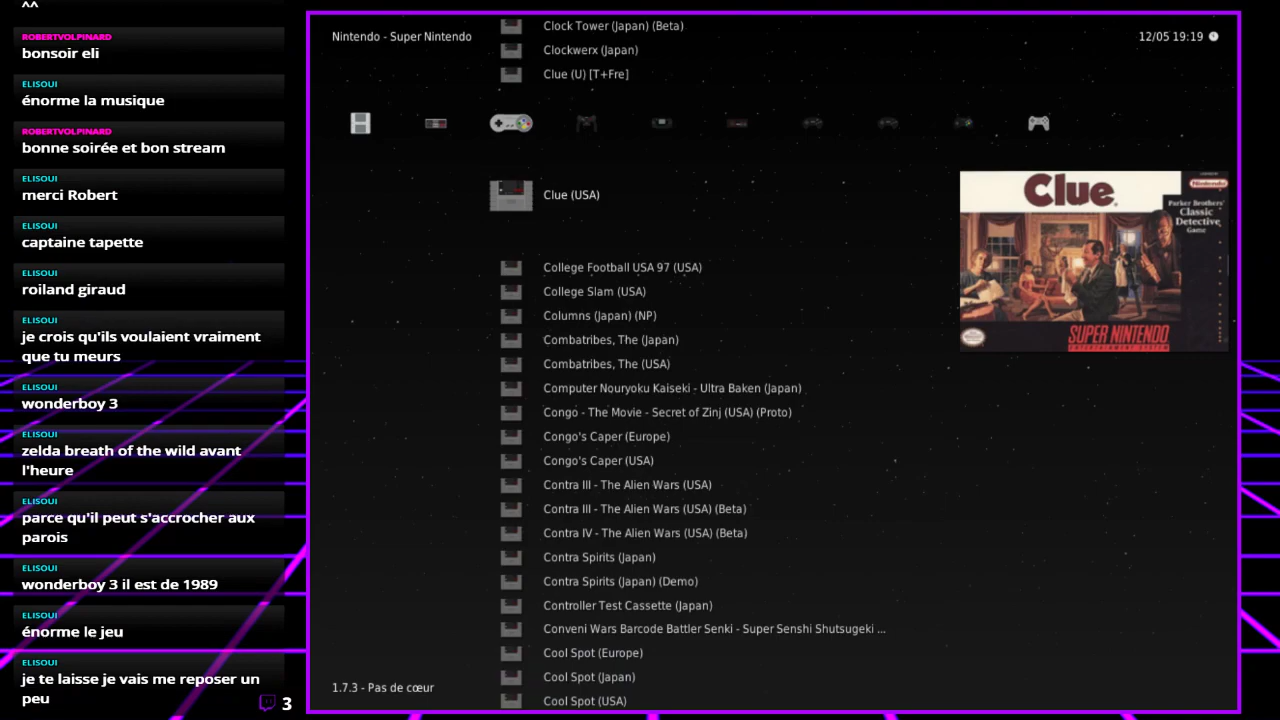 ^^
ROBERTVOLPINARD
bonsoir eli
ELISOUI
énorme la musique
ROBERTVOLPINARD
bonne soirée et bon stream
ELISOUI
merci Robert
ELISOUI
captaine tapette
ELISOUI
roiland giraud
ELISOUI
je crois qu'ils voulaient vraiment
que tu meurs
ELISOUI
wonderboy 3
ELISOUI
zelda breath of the wild avant
l'heure
ELISOUI
parce qu'il peut s'accrocher aux
parois
ELISOUI
wonderboy 3 il est de 1989
ELISOUI
énorme le jeu
ELISOUI
je te laisse je vais me reposer un
peu
3
Nintendo - Super Nintendo
12/05 19:19
Clock Tower (Japan) (Beta)
Clockwerx (Japan)
Clue (U) [T+Fre]
Clue (USA)
College Football USA 97 (USA)
College Slam (USA)
Columns (Japan) (NP)
Combatribes, The (Japan)
Combatribes, The (USA)
Computer Nouryoku Kaiseki - Ultra Baken (Japan)
Congo - The Movie - Secret of Zinj (USA) (Proto)
Congo's Caper (Europe)
Congo's Caper (USA)
Contra III - The Alien Wars (USA)
Contra III - The Alien Wars (USA) (Beta)
Contra IV - The Alien Wars (USA) (Beta)
Contra Spirits (Japan)
Contra Spirits (Japan) (Demo)
Controller Test Cassette (Japan)
Conveni Wars Barcode Battler Senki - Super Senshi Shutsugeki ...
Cool Spot (Europe)
Cool Spot (Japan)
Cool Spot (USA)
1.7.3 - Pas de cœur
Clue
Nintendo
Parker Brothers'
Classic
Detective
Game
SUPER NINTENDO
ENTERTAINMENT SYSTEM